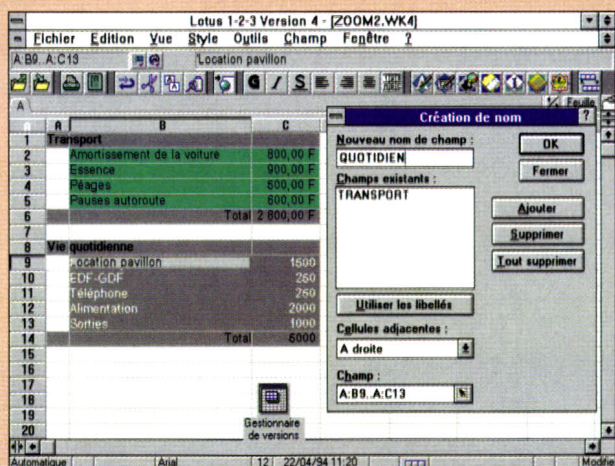 Lotus 1-2-3 Version 4 - [ZOOM2.WK4]
Fichier Edition Vue Style Outils Champ Fenêtre ?
A:B9..A:C13 'Location pavillon
G I S
A Feuille
A B C
1 Transport
2 Amortissement de la voiture 800,00 F
3 Essence 900,00 F
4 Péages 500,00 F
5 Pauses autoroute 600,00 F
6 Total 2 800,00 F
7
8 Vie quotidienne
9 Location pavillon 1500
10 EDF-GDF 250
11 Téléphone 250
12 Alimentation 2000
13 Sorties 1000
14 Total 5000
15
16
17
18
19
20
Gestionnaire
de versions
Création de nom ?
Nouveau nom de champ :
QUOTIDIEN
OK
Fermer
Champs existants :
TRANSPORT
Ajouter
Supprimer
Tout supprimer
Utiliser les libellés
Cellules adjacentes :
A droite
Champ :
A:B9..A:C13
Automatique Arial 12 22/04/94 11:20